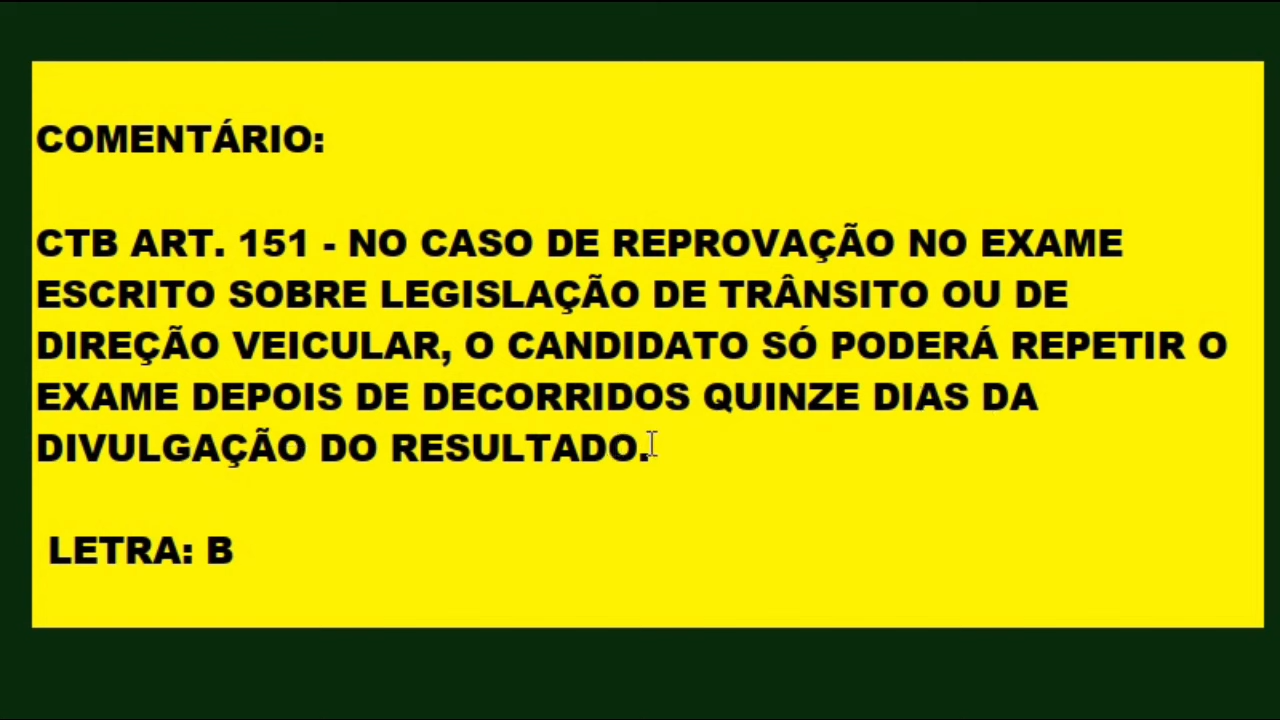 COMENTÁRIO:
CTB ART. 151 - NO CASO DE REPROVAÇÃO NO EXAME
ESCRITO SOBRE LEGISLAÇÃO DE TRÂNSITO OU DE
DIREÇÃO VEICULAR, O CANDIDATO SÓ PODERÁ REPETIR O
EXAME DEPOIS DE DECORRIDOS QUINZE DIAS DA
DIVULGAÇÃO DO RESULTADO.
LETRA: B